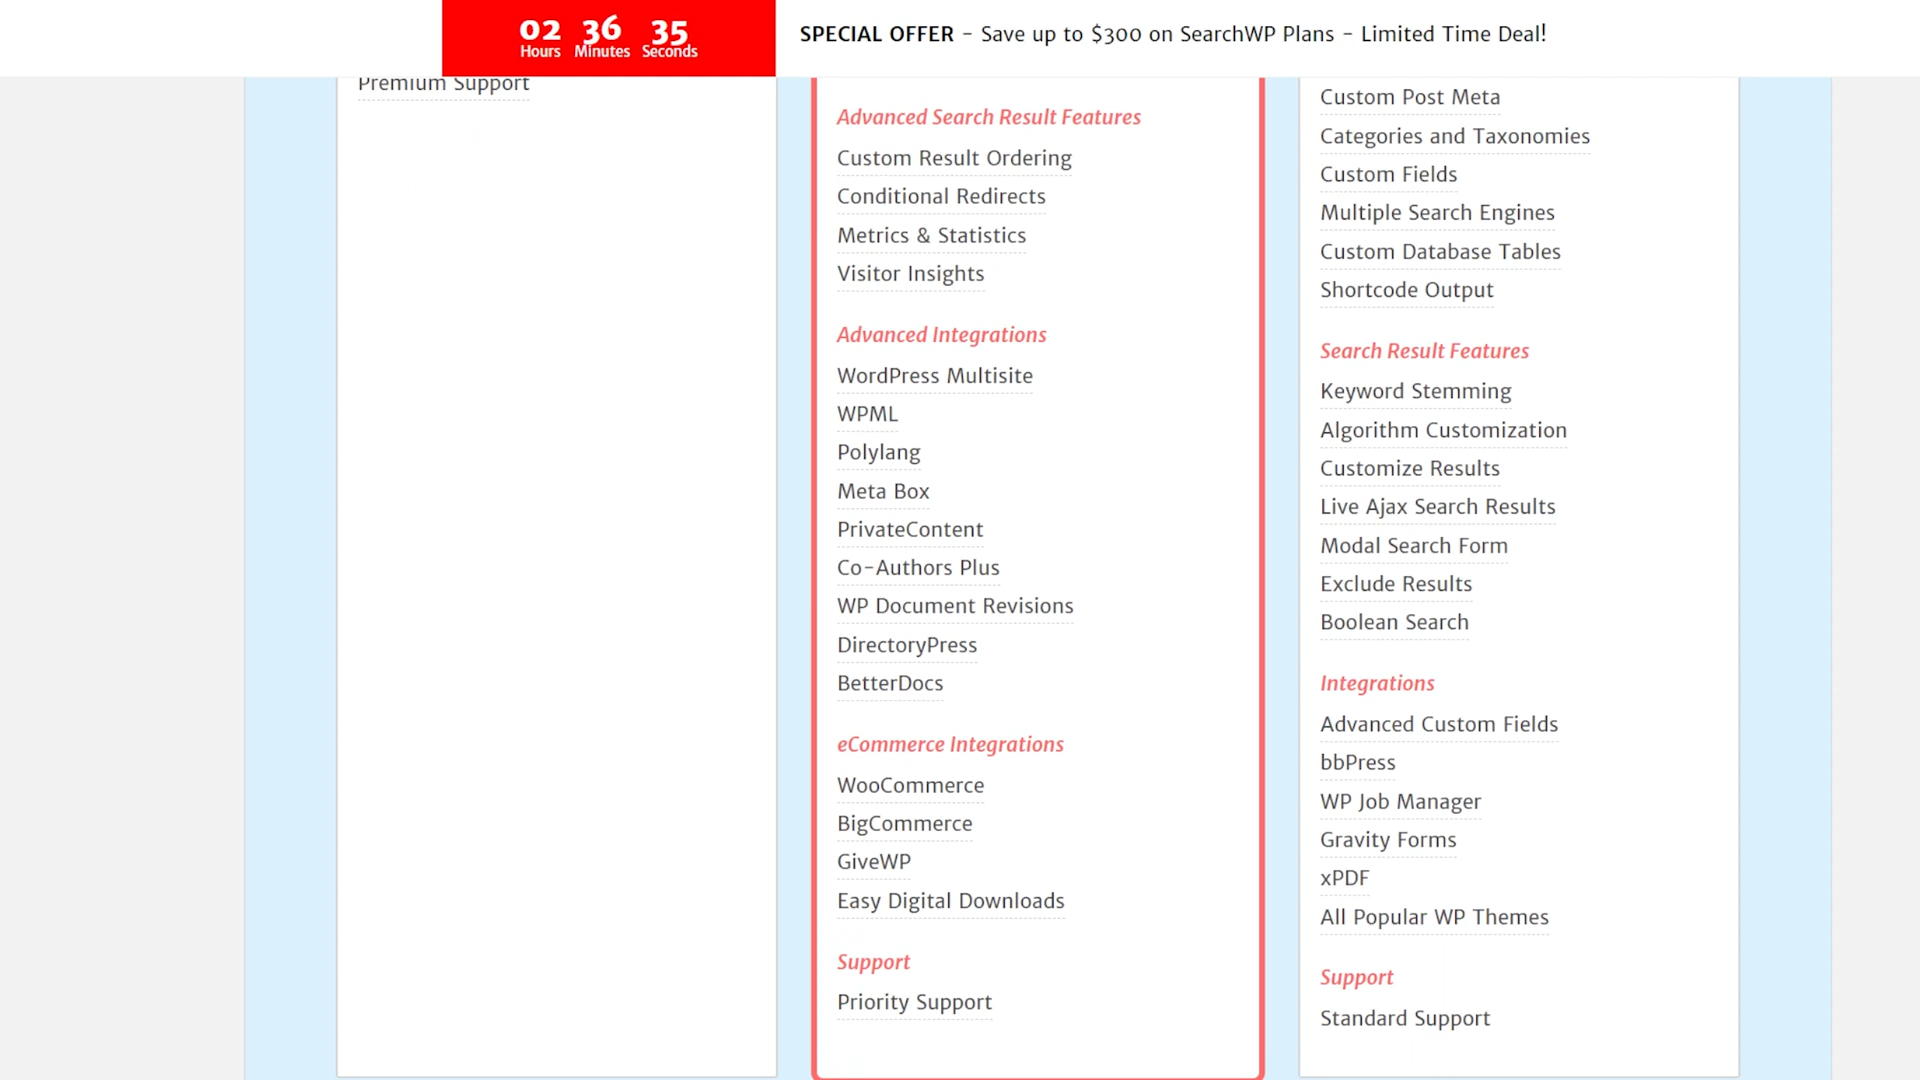 02 36 35
Hours Minutes Seconds
SPECIAL OFFER - Save up to $300 on SearchWP Plans - Limited Time Deal!
Premium Support
Advanced Search Result Features
Custom Result Ordering
Conditional Redirects
Metrics & Statistics
Visitor Insights
Advanced Integrations
WordPress Multisite
WPML
Polylang
Meta Box
PrivateContent
Co-Authors Plus
WP Document Revisions
DirectoryPress
BetterDocs
eCommerce Integrations
WooCommerce
BigCommerce
GiveWP
Easy Digital Downloads
Support
Priority Support
Custom Post Meta
Categories and Taxonomies
Custom Fields
Multiple Search Engines
Custom Database Tables
Shortcode Output
Search Result Features
Keyword Stemming
Algorithm Customization
Customize Results
Live Ajax Search Results
Modal Search Form
Exclude Results
Boolean Search
Integrations
Advanced Custom Fields
bbPress
WP Job Manager
Gravity Forms
xPDF
All Popular WP Themes
Support
Standard Support